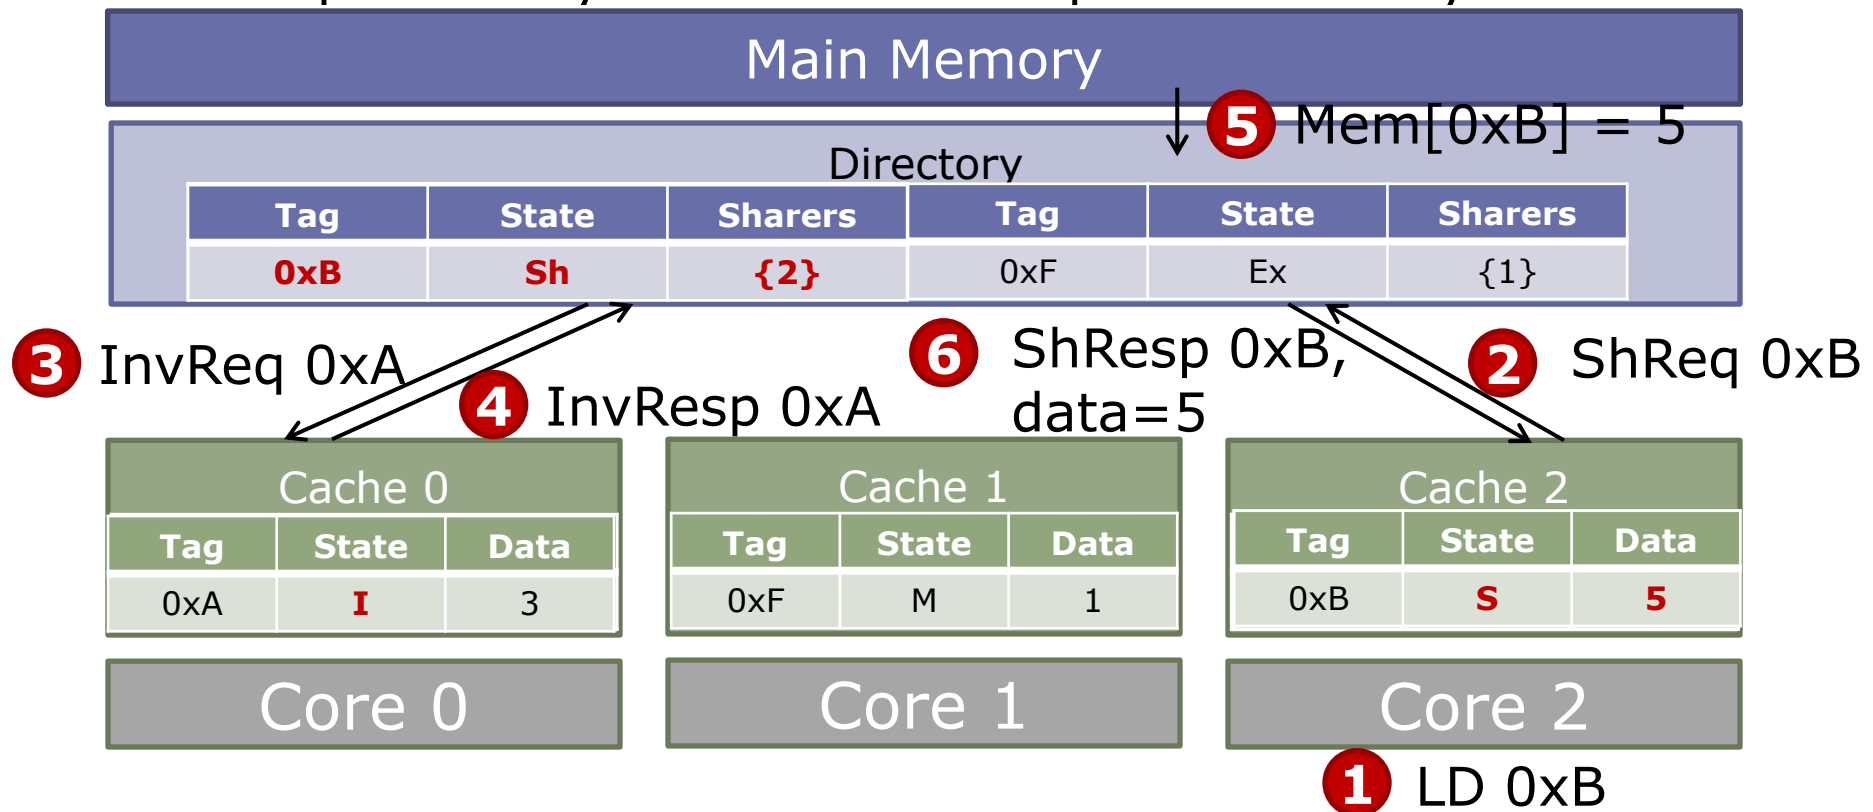 Main Memory
5 Mem[0xB] = 5
Directory
Tag State Sharers Tag State Sharers
0xB Sh {2} 0xF Ex {1}
3 InvReq 0xA
4 InvResp 0xA
6 ShResp 0xB,
data=5
2 ShReq 0xB
Cache 0
Tag State Data
0xA I 3
Cache 1
Tag State Data
0xF M 1
Cache 2
Tag State Data
0xB S 5
Core 0
Core 1
Core 2
1 LD 0xB